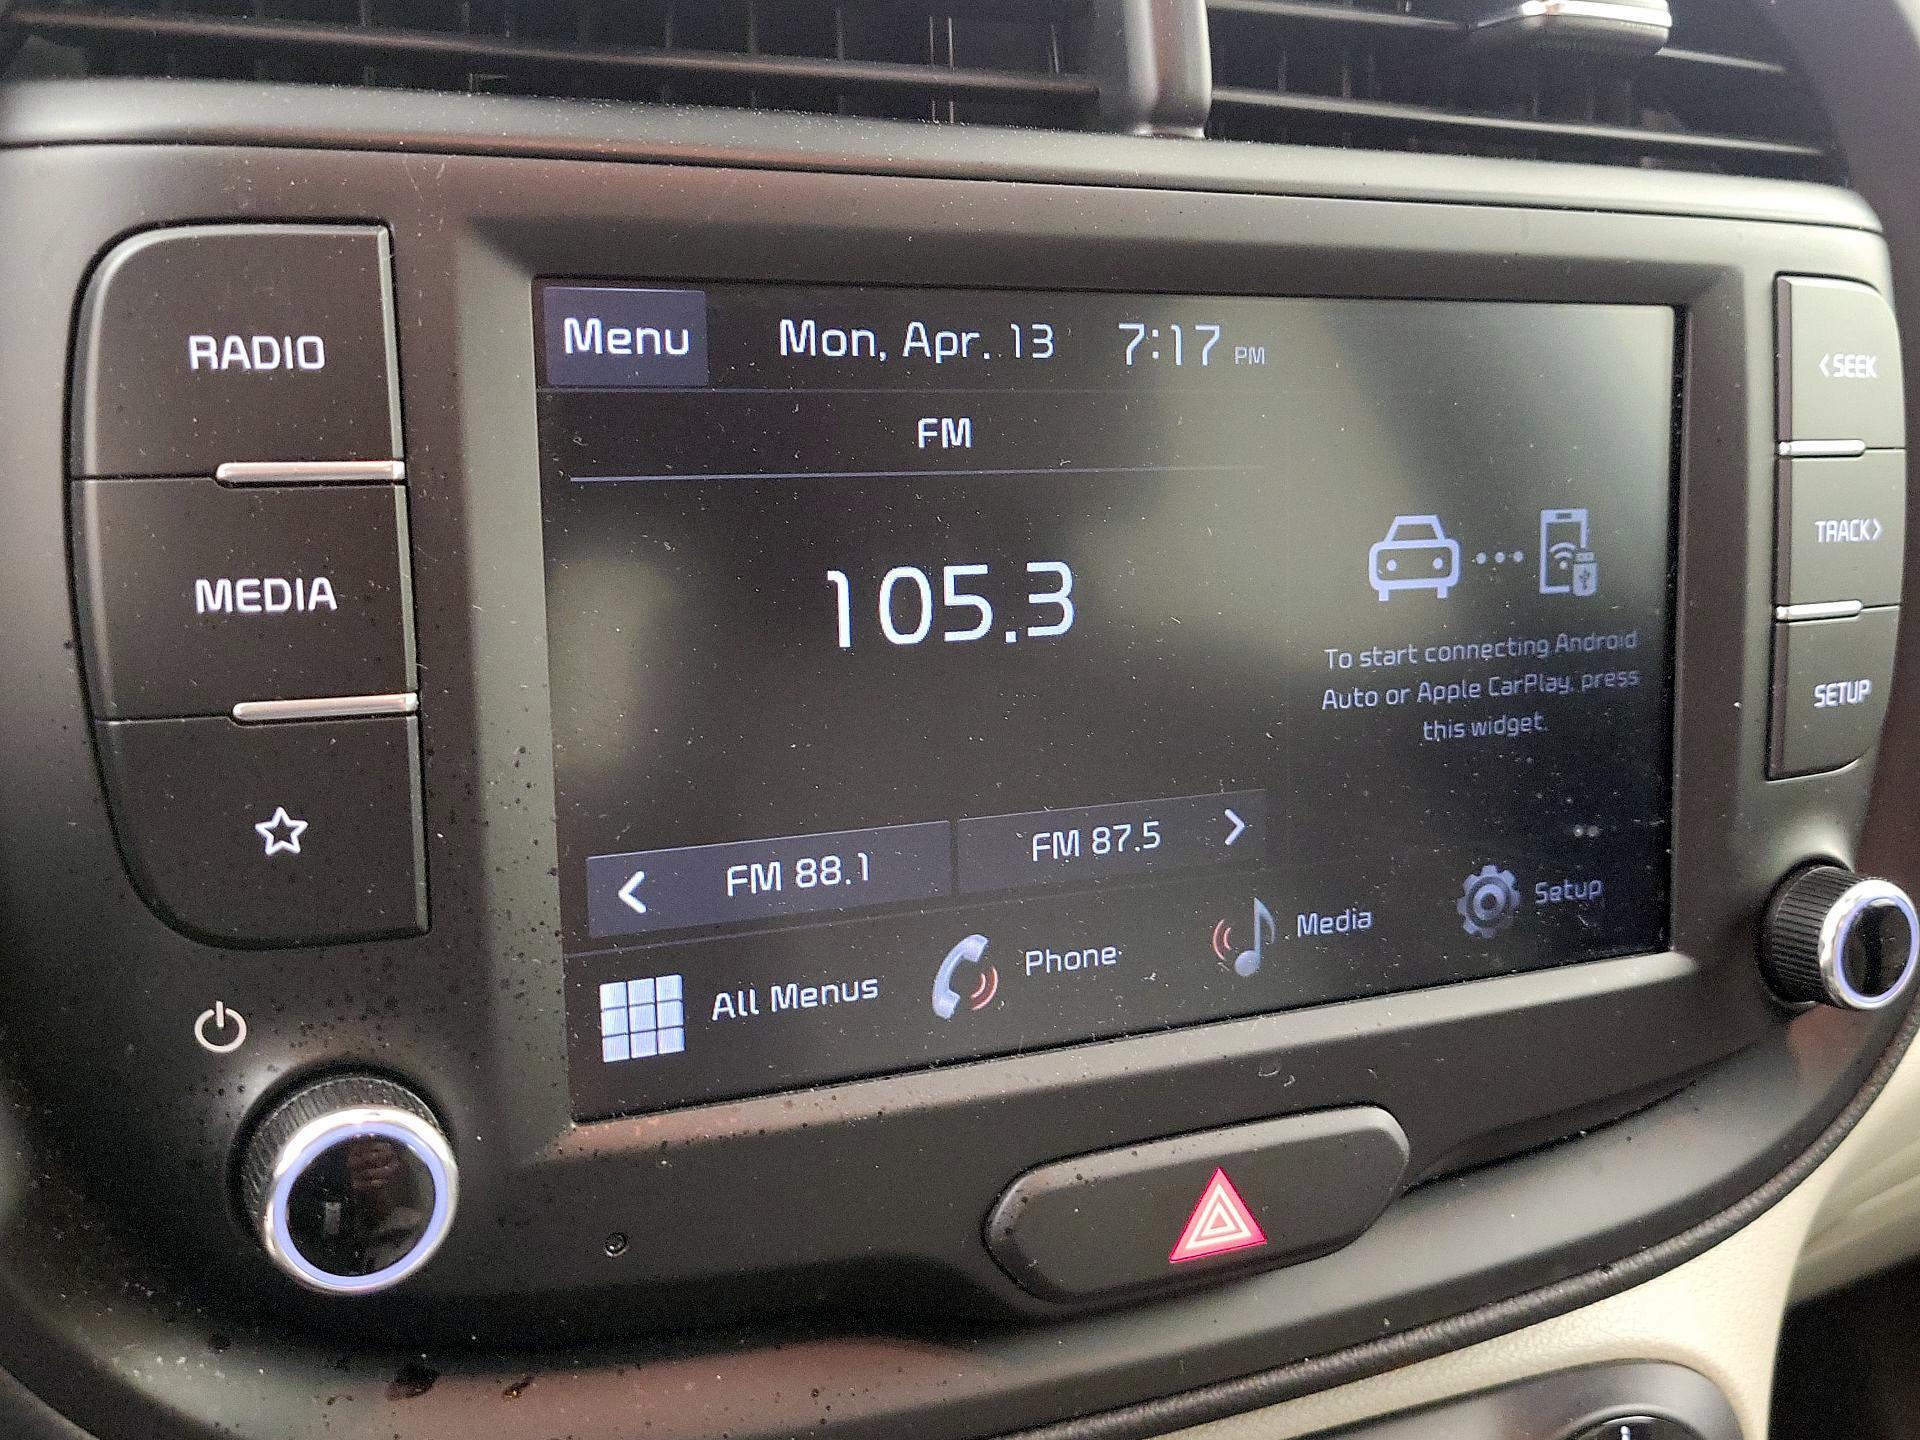 RADIO
MEDIA
Menu
Mon, Apr. 13
7:17 PM
FM
105.3
FM 88.1
FM 87.5
To start connecting Android
Auto or Apple CarPlay, press
this widget.
All Menus
Phone
Media
Setup
<SEEK
TRACK>
SETUP